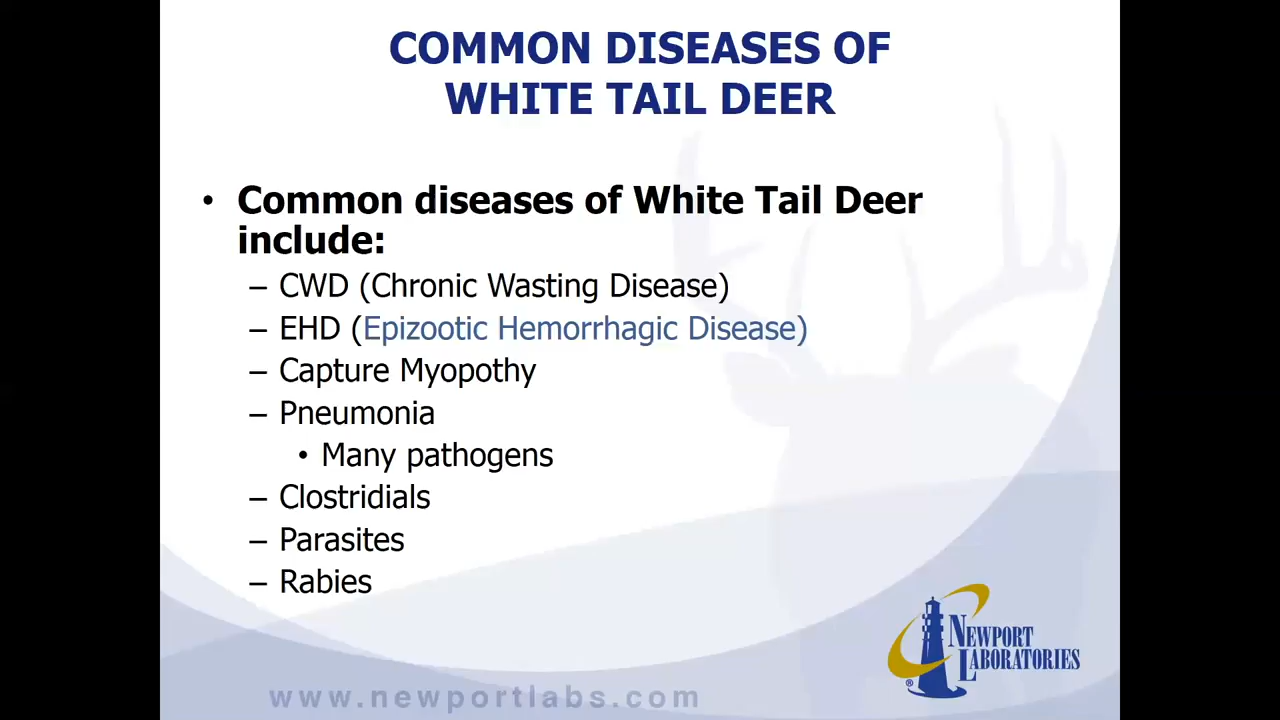 COMMON DISEASES OF
WHITE TAIL DEER
• Common diseases of White Tail Deer
include:
– CWD (Chronic Wasting Disease)
– EHD (Epizootic Hemorrhagic Disease)
– Capture Myopothy
– Pneumonia
• Many pathogens
– Clostridials
– Parasites
– Rabies
NEWPORT
LABORATORIES
®
www.newportlabs.com